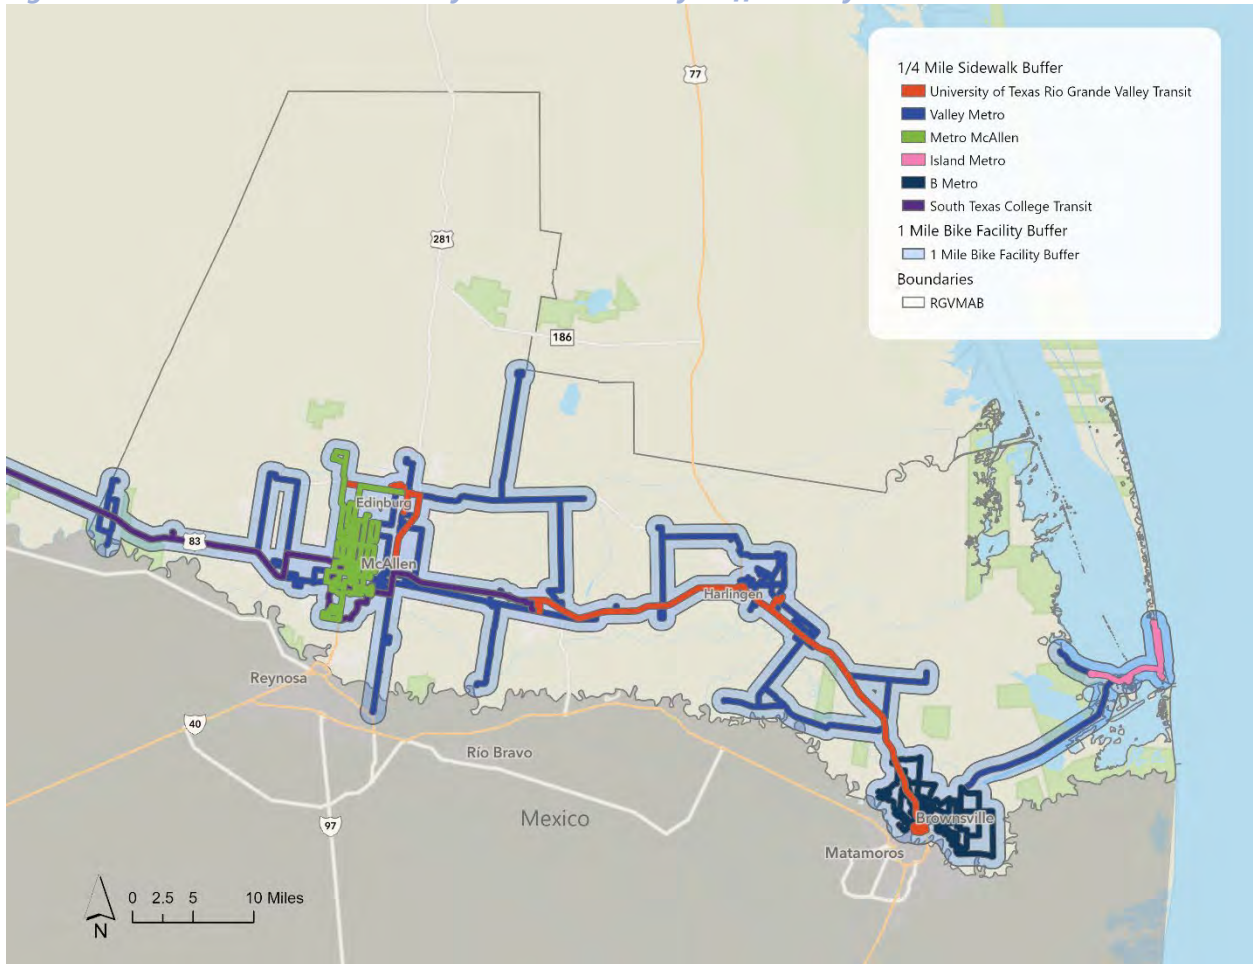 1/4 Mile Sidewalk Buffer
University of Texas Rio Grande Valley Transit
Valley Metro
Metro McAllen
Island Metro
B Metro
South Texas College Transit
1 Mile Bike Facility Buffer
1 Mile Bike Facility Buffer
Boundaries
RGVMAB
77
281
186
Edinburg
83
McAllen
Harlingen
Reynosa
40
Río Bravo
97
Mexico
Brownsville
Matamoros
0 2.5 5 10 Miles
N